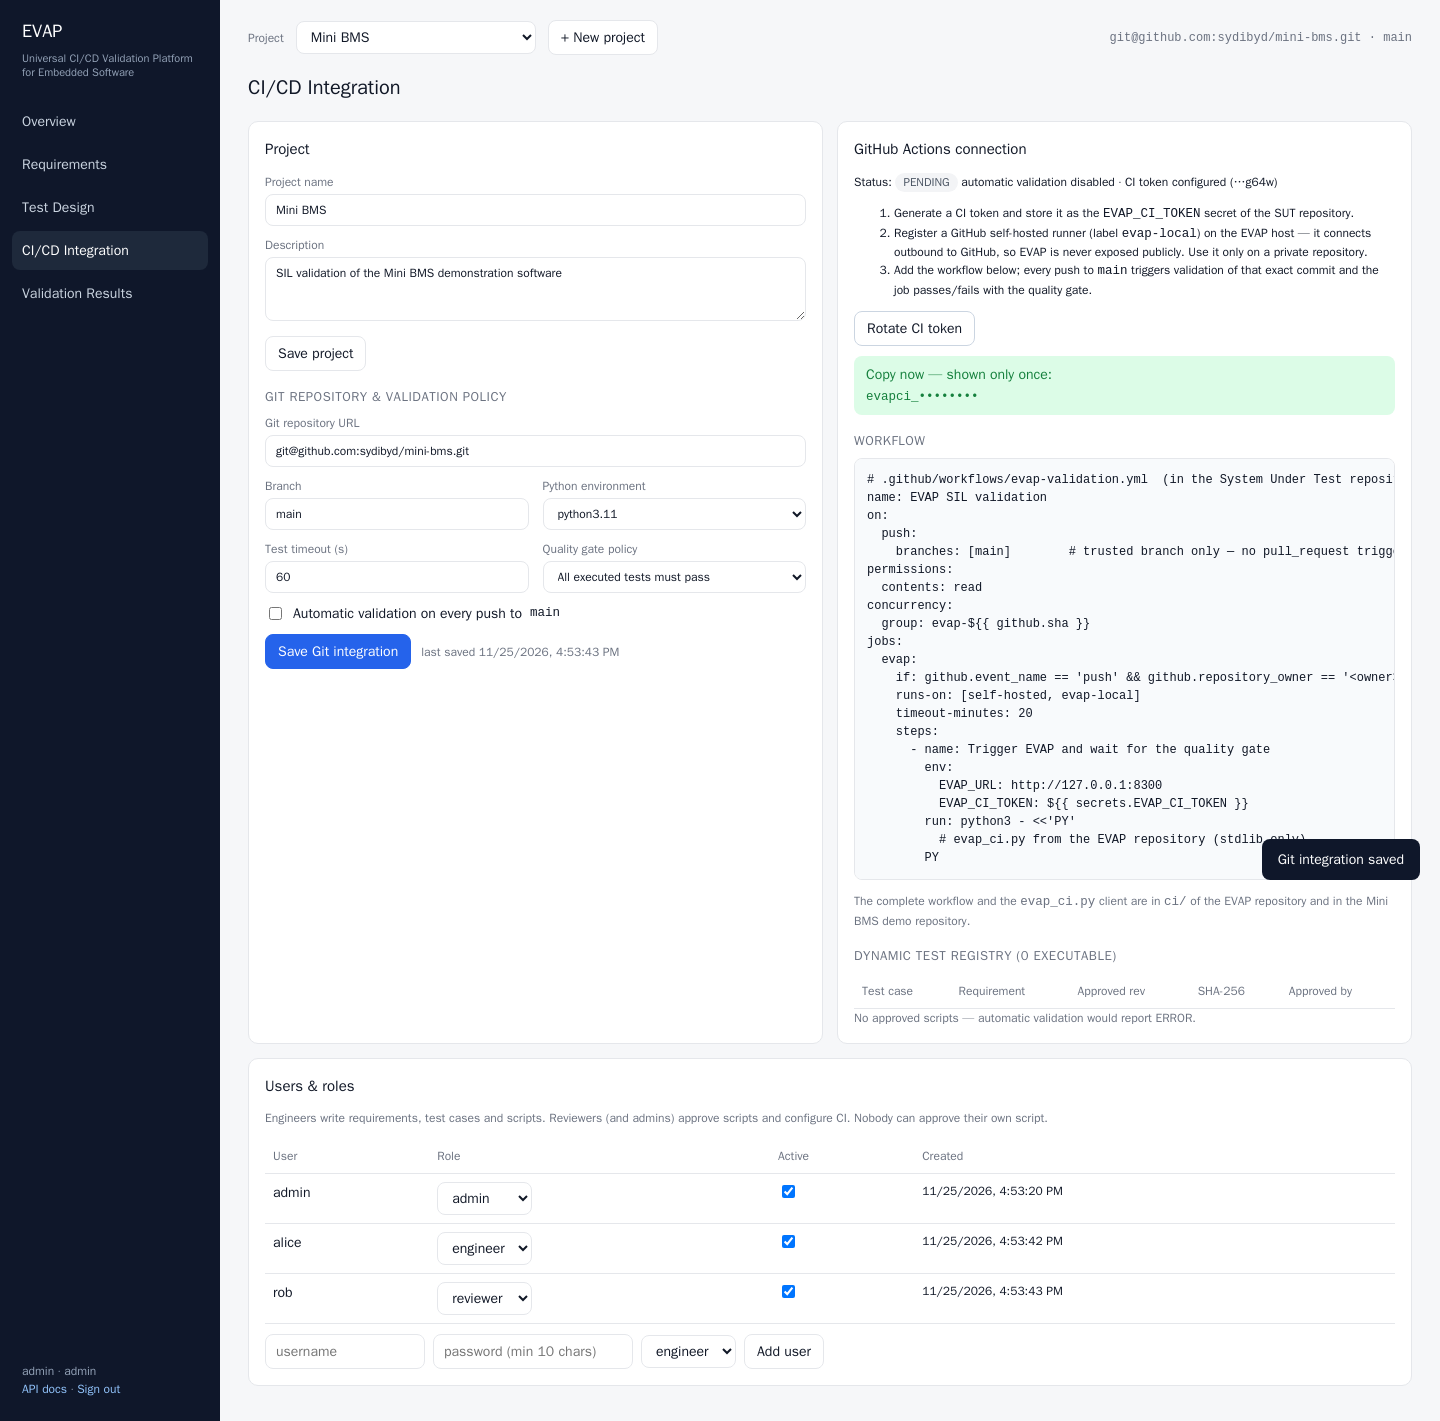 EVAP
Universal CI/CD Validation Platform
for Embedded Software
Overview
Requirements
Test Design
CI/CD Integration
Validation Results
admin · admin
API docs · Sign out
Project
Mini BMS
+ New project
git@github.com:sydibyd/mini-bms.git · main
CI/CD Integration
Project
Project name
Mini BMS
Description
SIL validation of the Mini BMS demonstration software
Save project
GIT REPOSITORY & VALIDATION POLICY
Git repository URL
git@github.com:sydibyd/mini-bms.git
Branch
Python environment
main
python3.11
Test timeout (s)
Quality gate policy
60
All executed tests must pass
Automatic validation on every push to main
Save Git integration
last saved 11/25/2026, 4:53:43 PM
GitHub Actions connection
Status: PENDING automatic validation disabled · CI token configured (···g64w)
1. Generate a CI token and store it as the EVAP_CI_TOKEN secret of the SUT repository.
2. Register a GitHub self-hosted runner (label evap-local) on the EVAP host — it connects
outbound to GitHub, so EVAP is never exposed publicly. Use it only on a private repository.
3. Add the workflow below; every push to main triggers validation of that exact commit and the
job passes/fails with the quality gate.
Rotate CI token
Copy now — shown only once:
evapci_••••••••
WORKFLOW
# .github/workflows/evap-validation.yml  (in the System Under Test reposi
name: EVAP SIL validation
on:
  push:
    branches: [main]        # trusted branch only — no pull_request trigg
permissions:
  contents: read
concurrency:
  group: evap-${{ github.sha }}
jobs:
  evap:
    if: github.event_name == 'push' && github.repository_owner == '<owner
    runs-on: [self-hosted, evap-local]
    timeout-minutes: 20
    steps:
      - name: Trigger EVAP and wait for the quality gate
        env:
          EVAP_URL: http://127.0.0.1:8300
          EVAP_CI_TOKEN: ${{ secrets.EVAP_CI_TOKEN }}
        run: python3 - <<'PY'
          # evap_ci.py from the EVAP repository (stdlib only)
        PY
Git integration saved
The complete workflow and the evap_ci.py client are in ci/ of the EVAP repository and in the Mini
BMS demo repository.
DYNAMIC TEST REGISTRY (0 EXECUTABLE)
Test case Requirement Approved rev SHA-256 Approved by
No approved scripts — automatic validation would report ERROR.
Users & roles
Engineers write requirements, test cases and scripts. Reviewers (and admins) approve scripts and configure CI. Nobody can approve their own script.
User Role Active Created
admin admin 11/25/2026, 4:53:20 PM
alice engineer 11/25/2026, 4:53:42 PM
rob reviewer 11/25/2026, 4:53:43 PM
username password (min 10 chars) engineer Add user